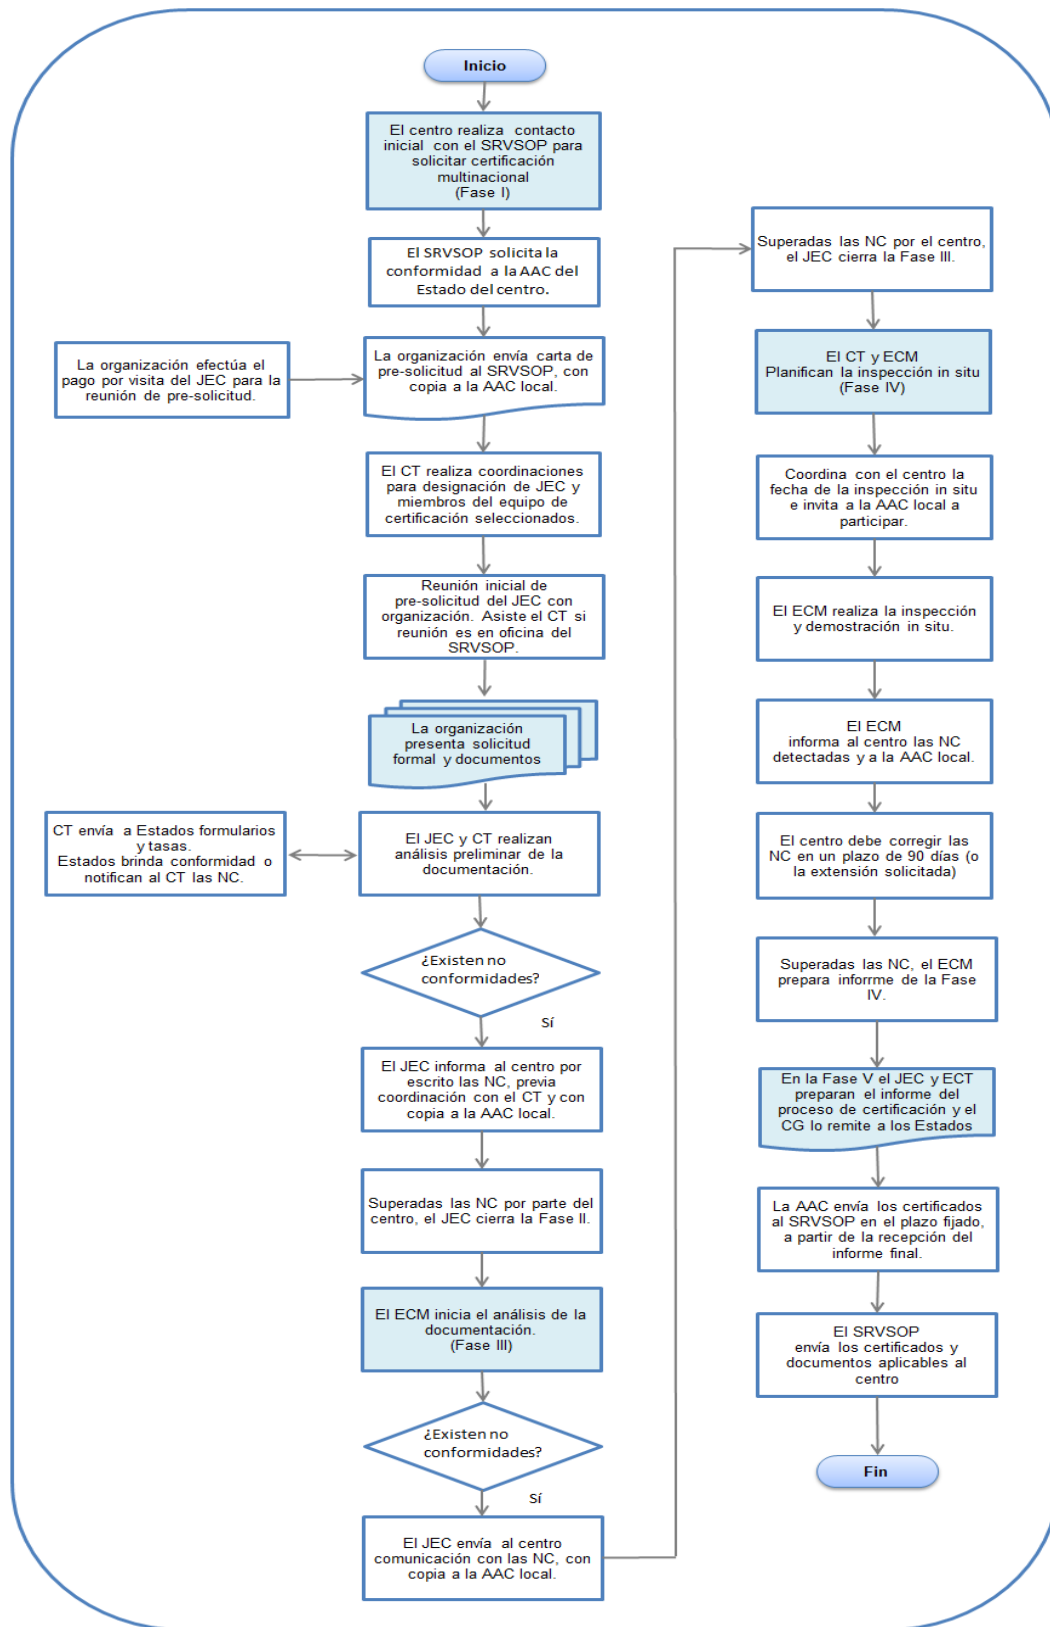 Inicio
El centro realiza contacto
inicial con el SRVSOP para
solicitar certificación
multinacional
(Fase I)
El SRVSOP solicita la
conformidad a la AAC del
Estado del centro.
La organización efectúa el
pago por visita del JEC para la
reunión de pre-solicitud.
La organización envía carta de
pre-solicitud al SRVSOP, con
copia a la AAC local.
El CT realiza coordinaciones
para designación de JEC y
miembros del equipo de
certificación seleccionados.
Reunión inicial de
pre-solicitud del JEC con
organización. Asiste el CT si
reunión es en oficina del
SRVSOP.
La organización
presenta solicitud
formal y documentos
CT envía a Estados formularios
y tasas.
Estados brinda conformidad o
notifican al CT las NC.
El JEC y CT realizan
análisis preliminar de la
documentación.
¿Existen no
conformidades?
Sí
El JEC informa al centro por
escrito las NC, previa
coordinación con el CT y con
copia a la AAC local.
Superadas las NC por parte del
centro, el JEC cierra la Fase II.
El ECM inicia el análisis de la
documentación.
(Fase III)
¿Existen no
conformidades?
Sí
El JEC envía al centro
comunicación con las NC, con
copia a la AAC local.
Superadas las NC por el centro,
el JEC cierra la Fase III.
El CT y ECM
Planifican la inspección in situ
(Fase IV)
Coordina con el centro la
fecha de la inspección in situ
e invita a la AAC local a
participar.
El ECM realiza la inspección
y demostración in situ.
El ECM
informa al centro las NC
detectadas y a la AAC local.
El centro debe corregir las
NC en un plazo de 90 días (o
la extensión solicitada)
Superadas las NC, el ECM
prepara inforrme de la Fase
IV.
En la Fase V el JEC y ECT
preparan el informe del
proceso de certificación y el
CG lo remite a los Estados
La AAC envía los certificados
al SRVSOP en el plazo fijado,
a partir de la recepción del
informe final.
El SRVSOP
envía los certificados y
documentos aplicables al
centro
Fin